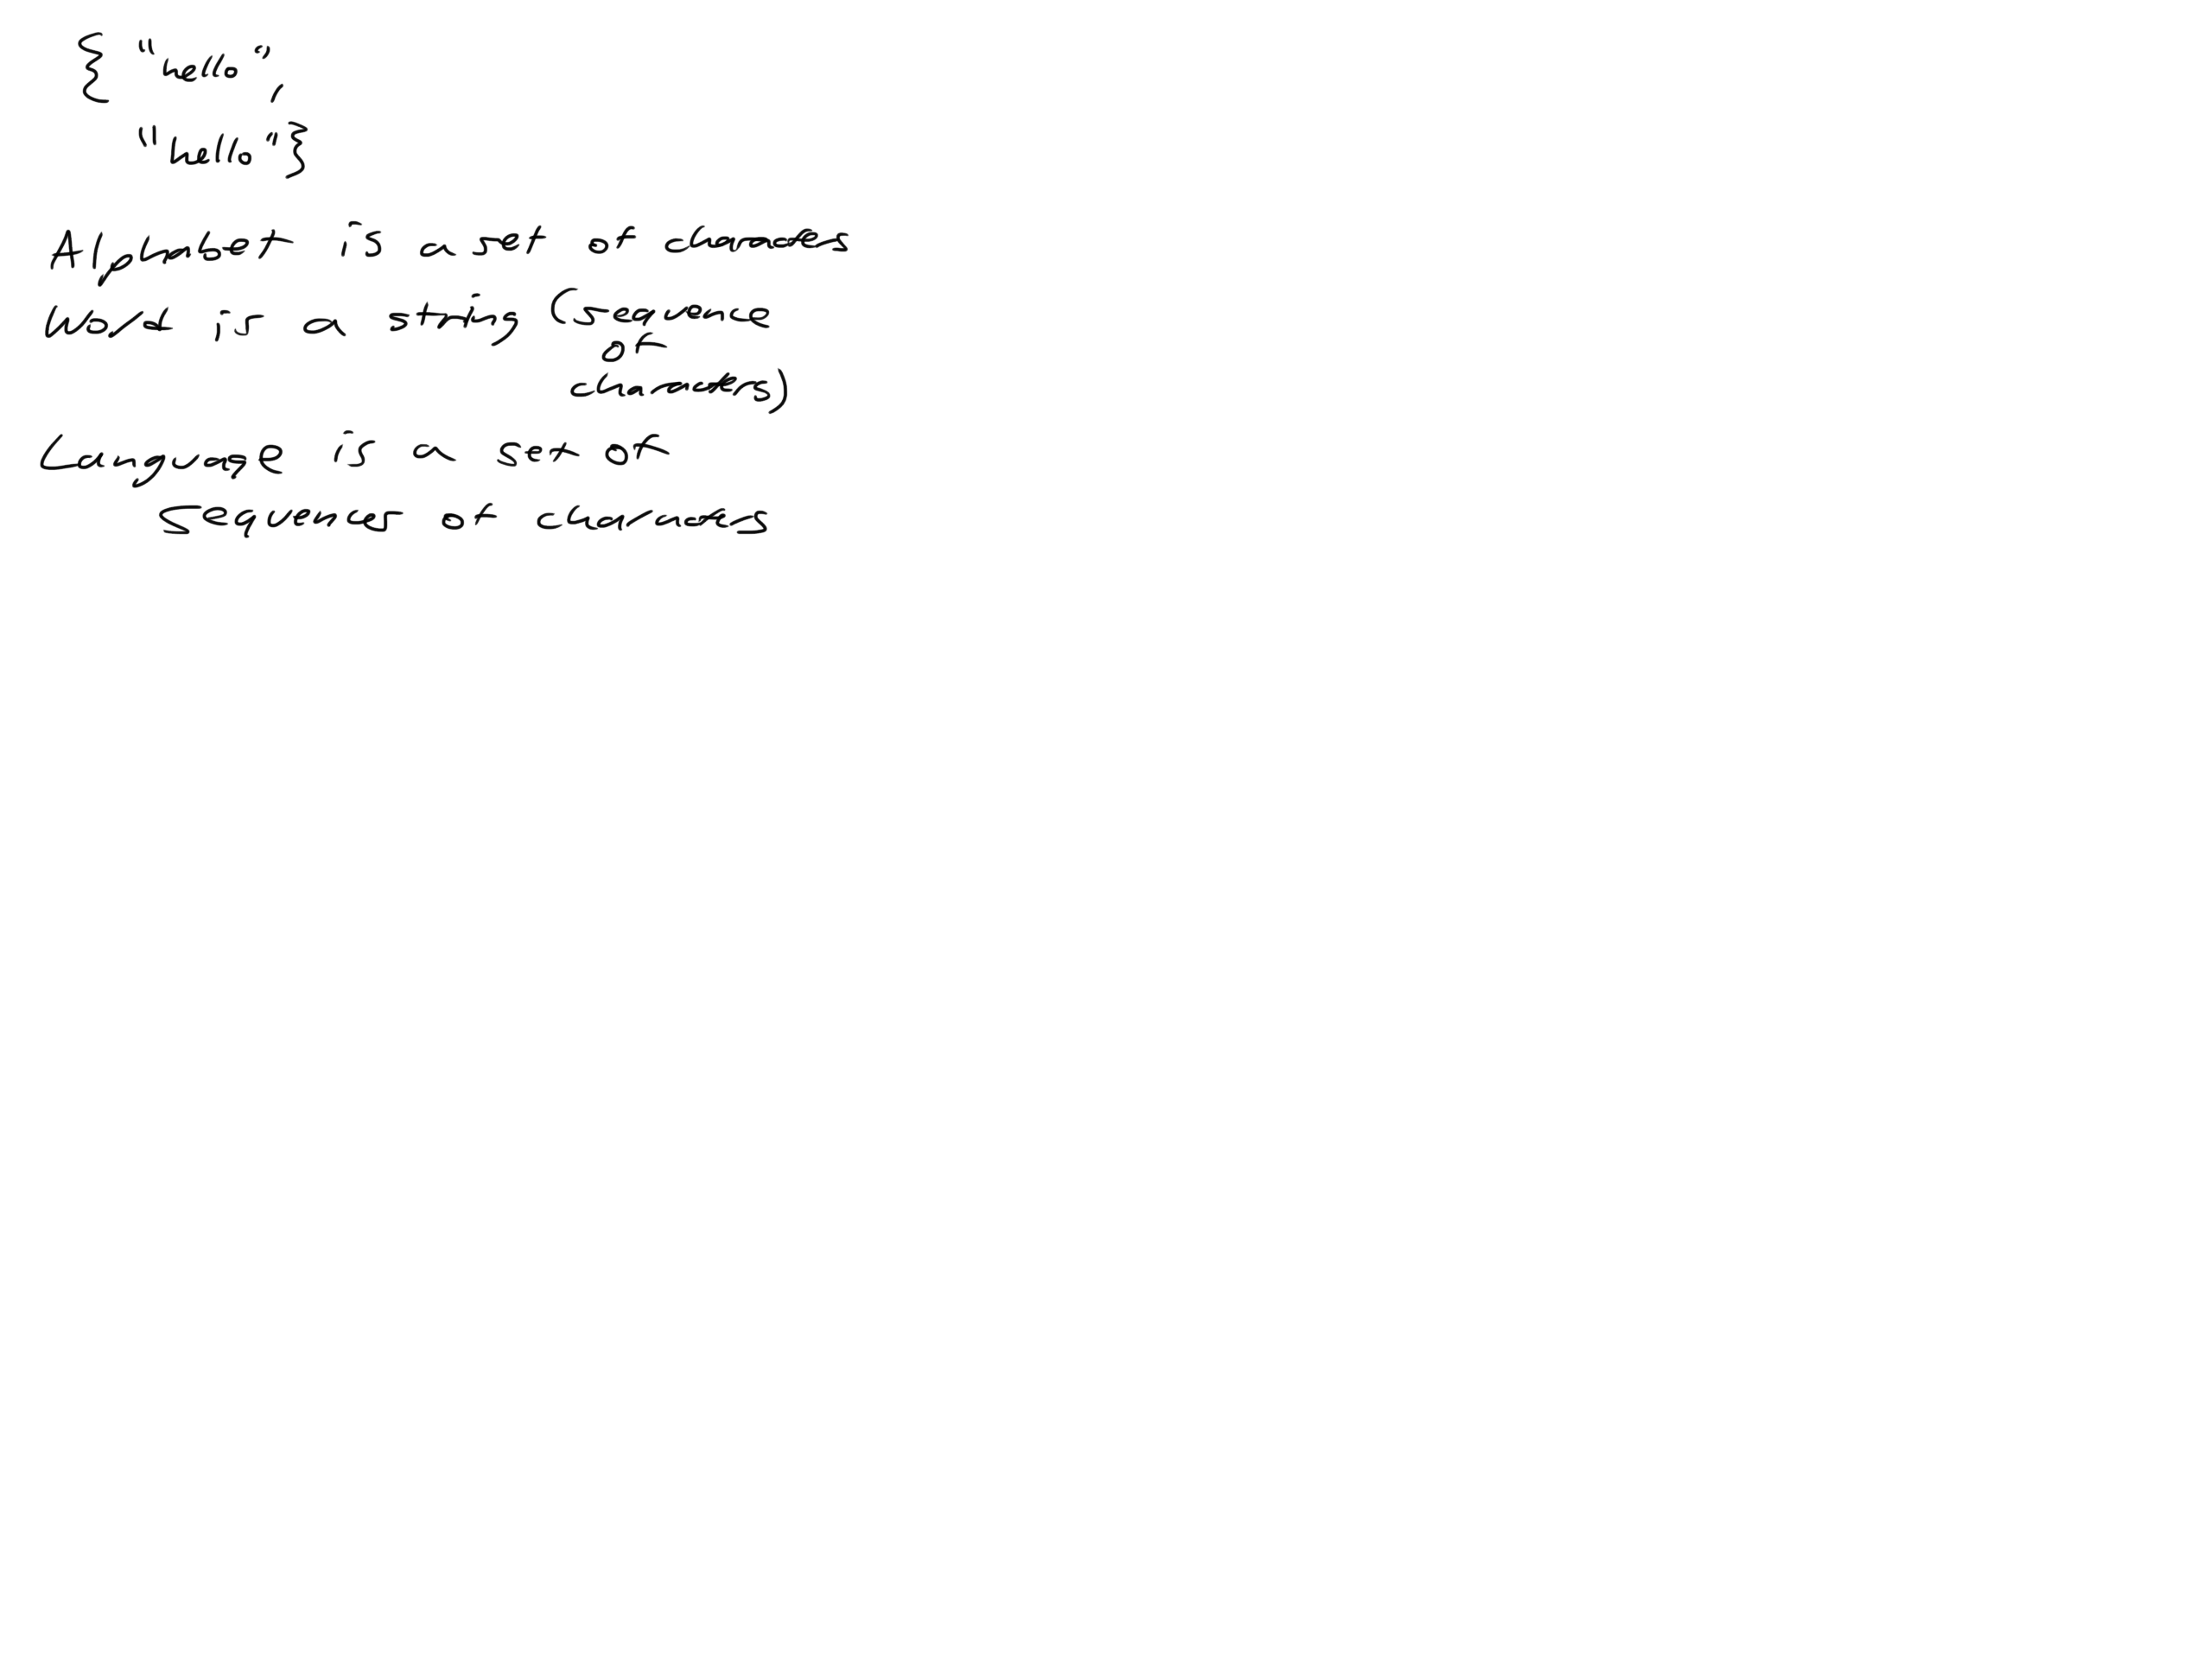 { "hello",
"hello" }
Alphabet is a set of characters
Word is a string (sequence
of
characters)
Language is a set of
sequences of characters